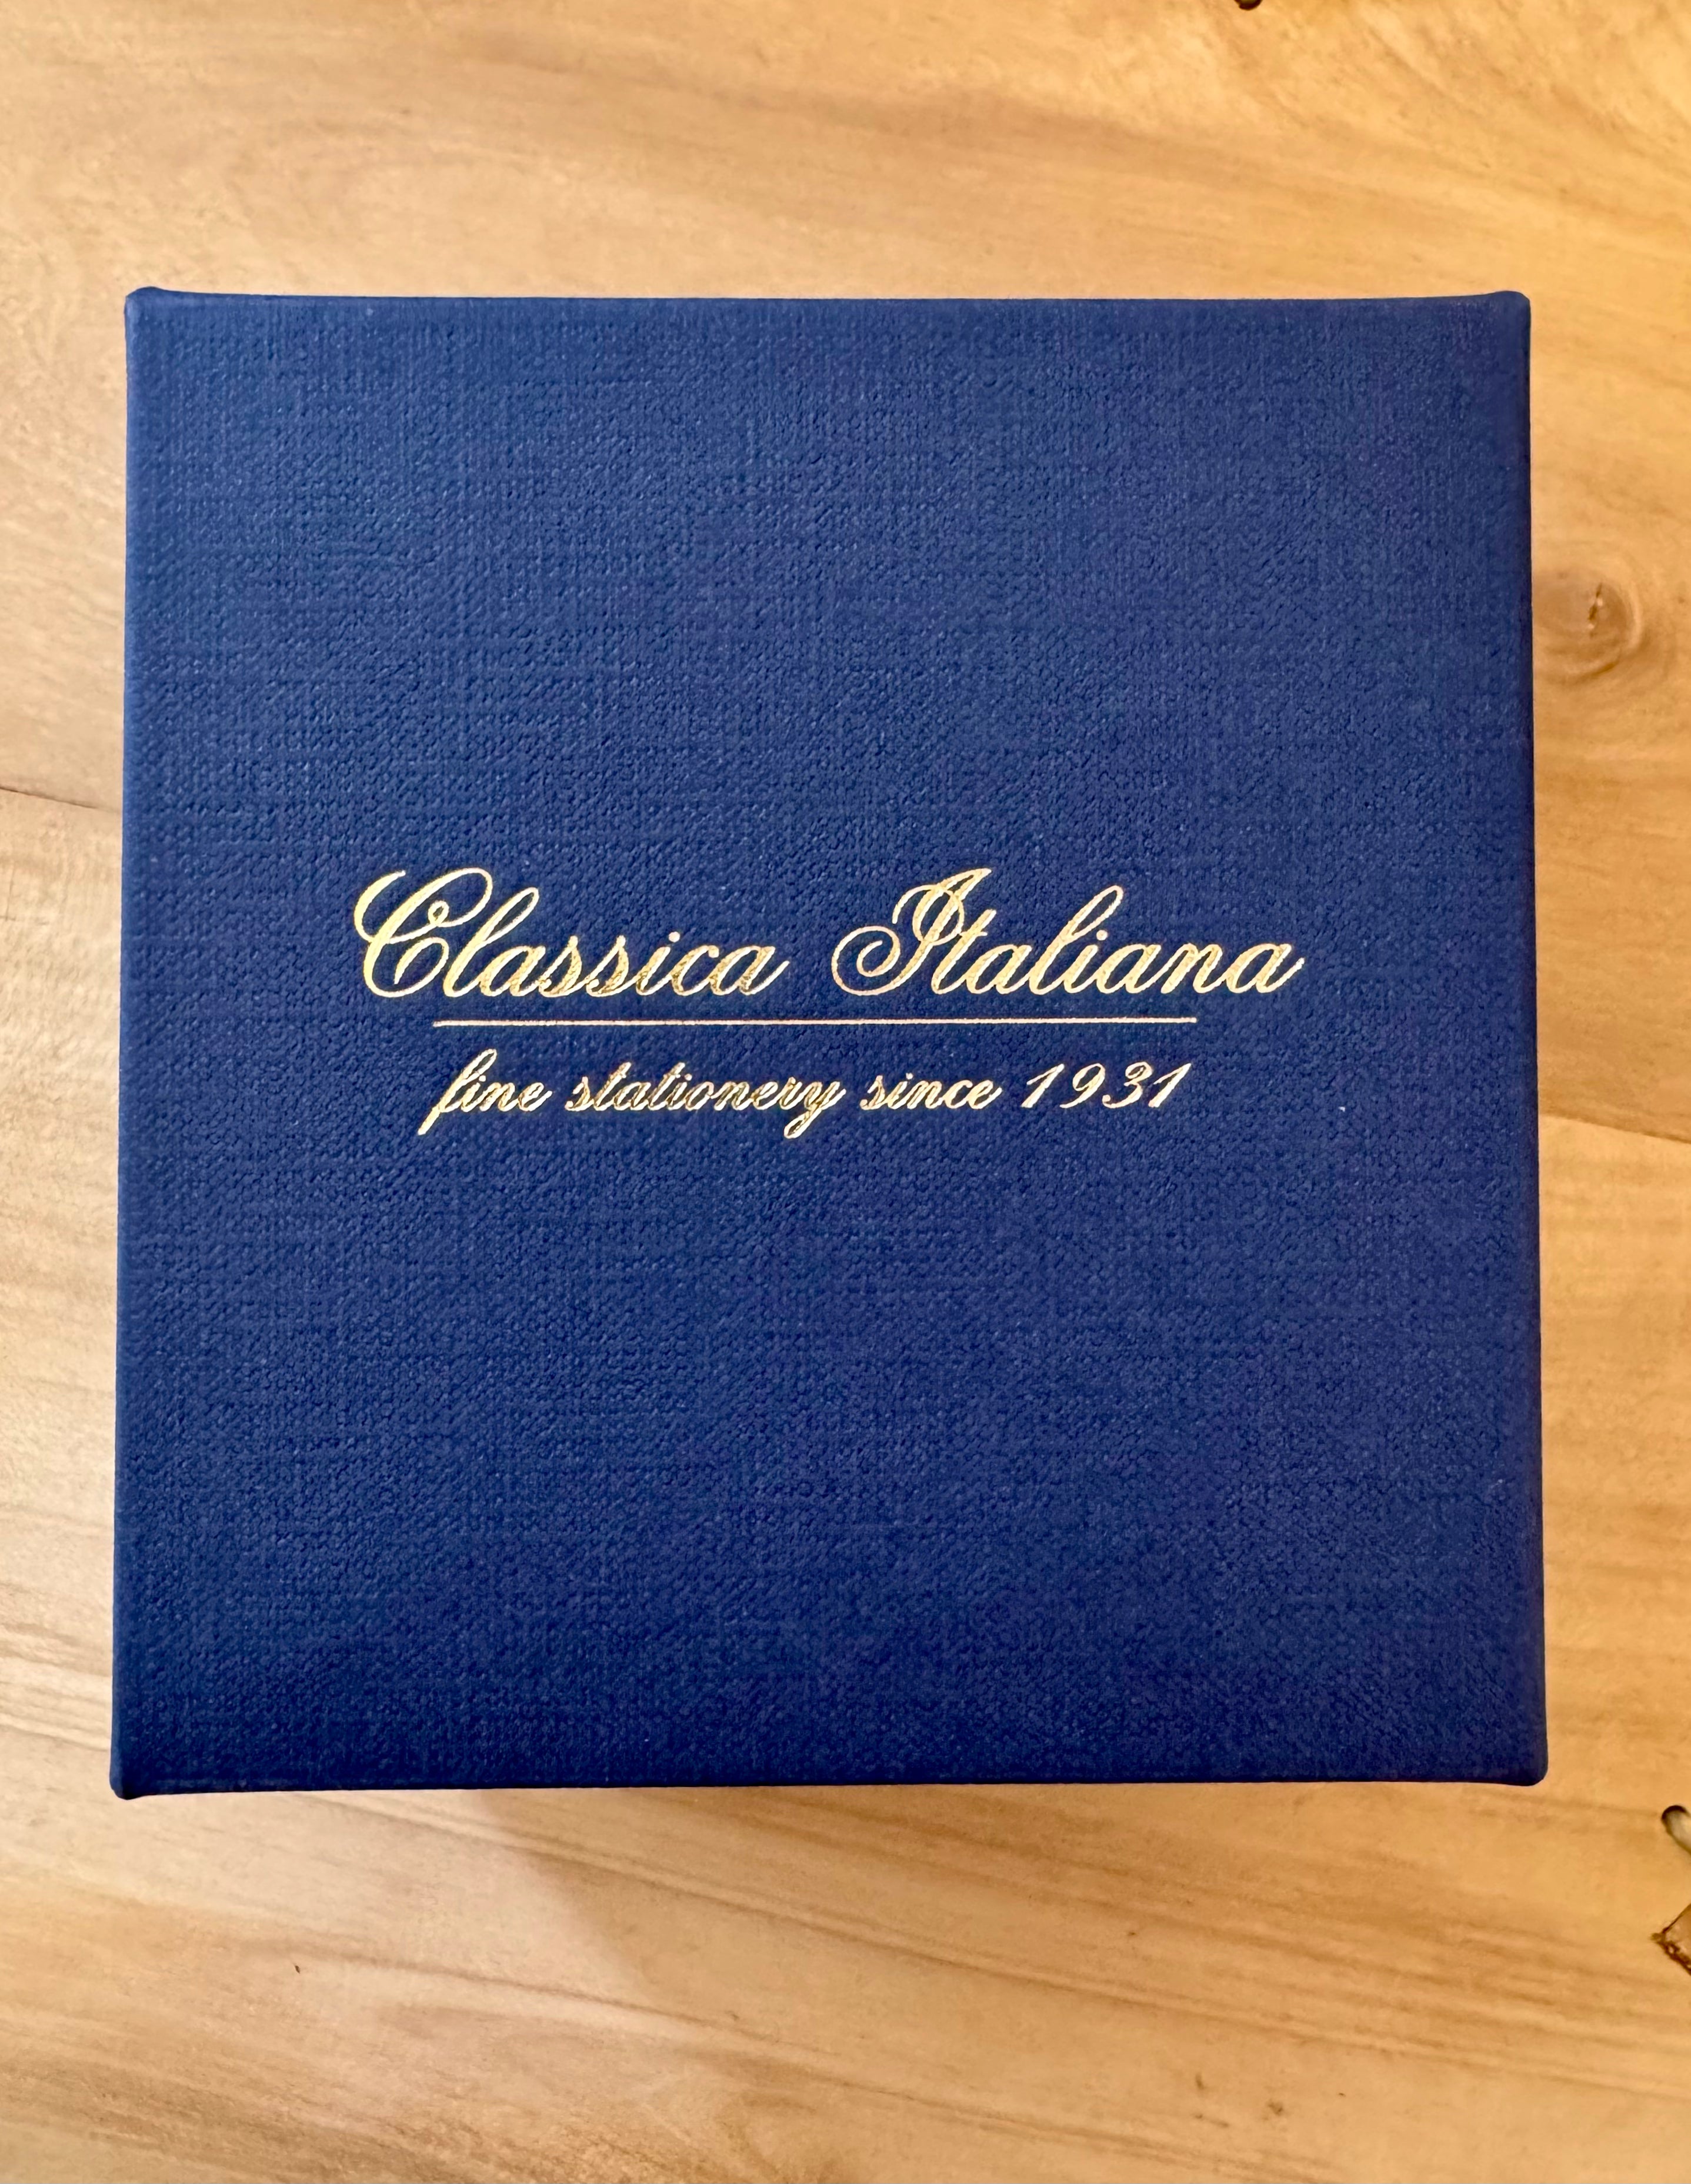 Classica Italiana
fine stationery since 1931